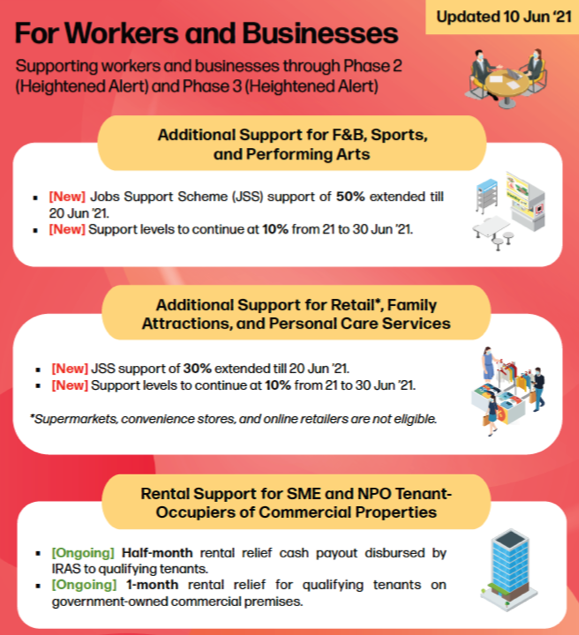 Updated 10 Jun ‘21
For Workers and Businesses
Supporting workers and businesses through Phase 2
(Heightened Alert) and Phase 3 (Heightened Alert)
Additional Support for F&B, Sports,
and Performing Arts
▪ [New] Jobs Support Scheme (JSS) support of 50% extended till
20 Jun ’21.
▪ [New] Support levels to continue at 10% from 21 to 30 Jun ’21.
Additional Support for Retail*, Family
Attractions, and Personal Care Services
▪ [New] JSS support of 30% extended till 20 Jun ’21.
▪ [New] Support levels to continue at 10% from 21 to 30 Jun ’21.
*Supermarkets, convenience stores, and online retailers are not eligible.
Rental Support for SME and NPO Tenant-
Occupiers of Commercial Properties
▪ [Ongoing] Half-month rental relief cash payout disbursed by
IRAS to qualifying tenants.
▪ [Ongoing] 1-month rental relief for qualifying tenants on
government-owned commercial premises.